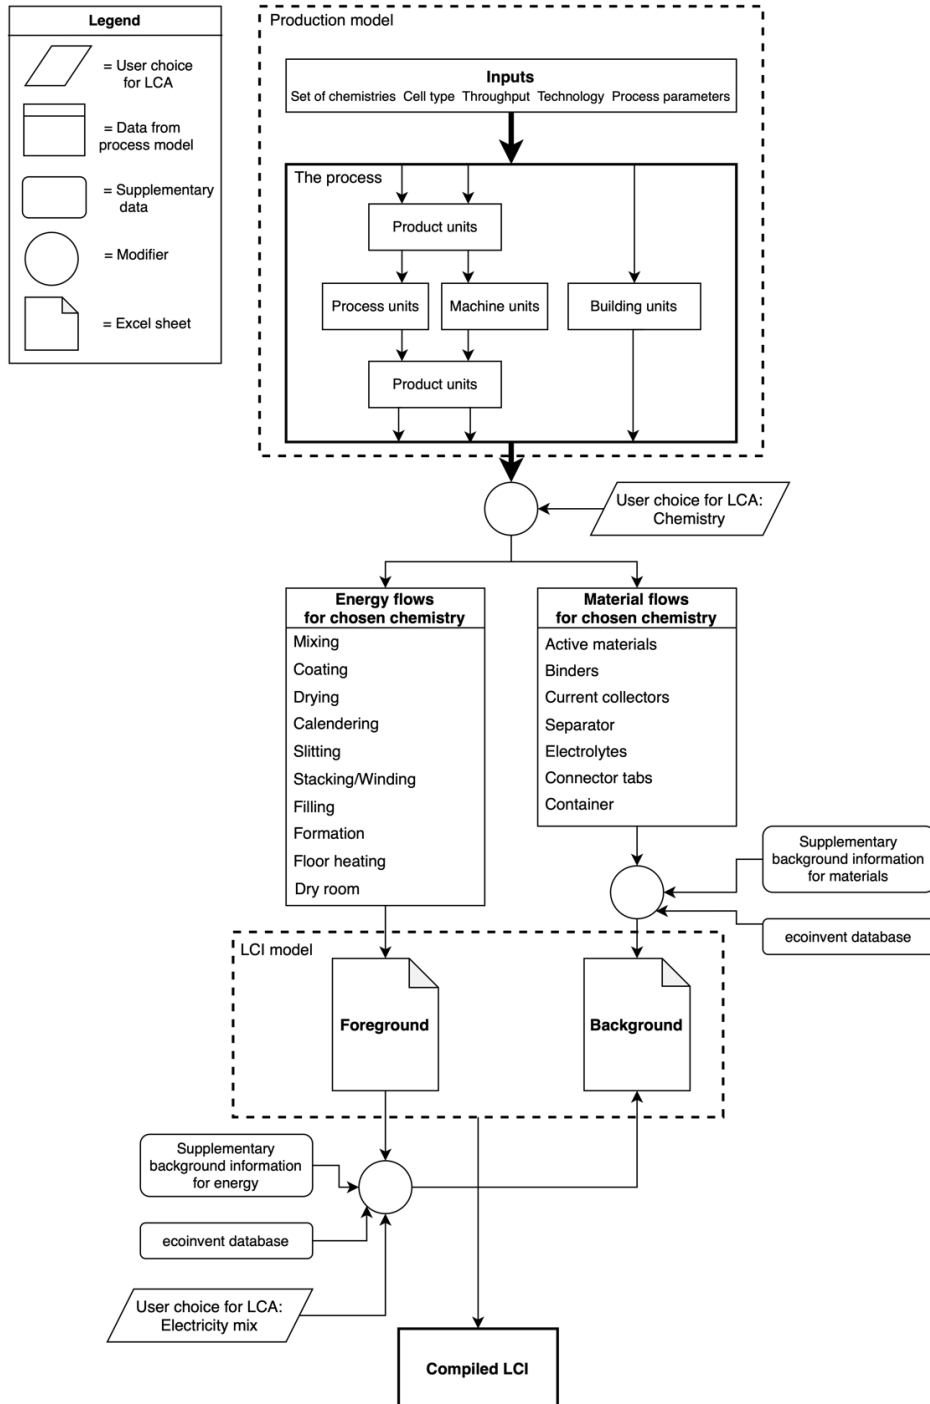 Legend
= User choice
for LCA
= Data from
process model
= Supplementary
data
= Modifier
= Excel sheet
Production model
Inputs
Set of chemistries Cell type Throughput Technology Process parameters
The process
Product units
Process units
Machine units
Building units
Product units
User choice for LCA:
Chemistry
Energy flows
for chosen chemistry
Mixing
Coating
Drying
Calendering
Slitting
Stacking/Winding
Filling
Formation
Floor heating
Dry room
Material flows
for chosen chemistry
Active materials
Binders
Current collectors
Separator
Electrolytes
Connector tabs
Container
Supplementary
background information
for materials
ecoinvent database
LCI model
Foreground
Background
Supplementary
background information
for energy
ecoinvent database
User choice for LCA:
Electricity mix
Compiled LCI